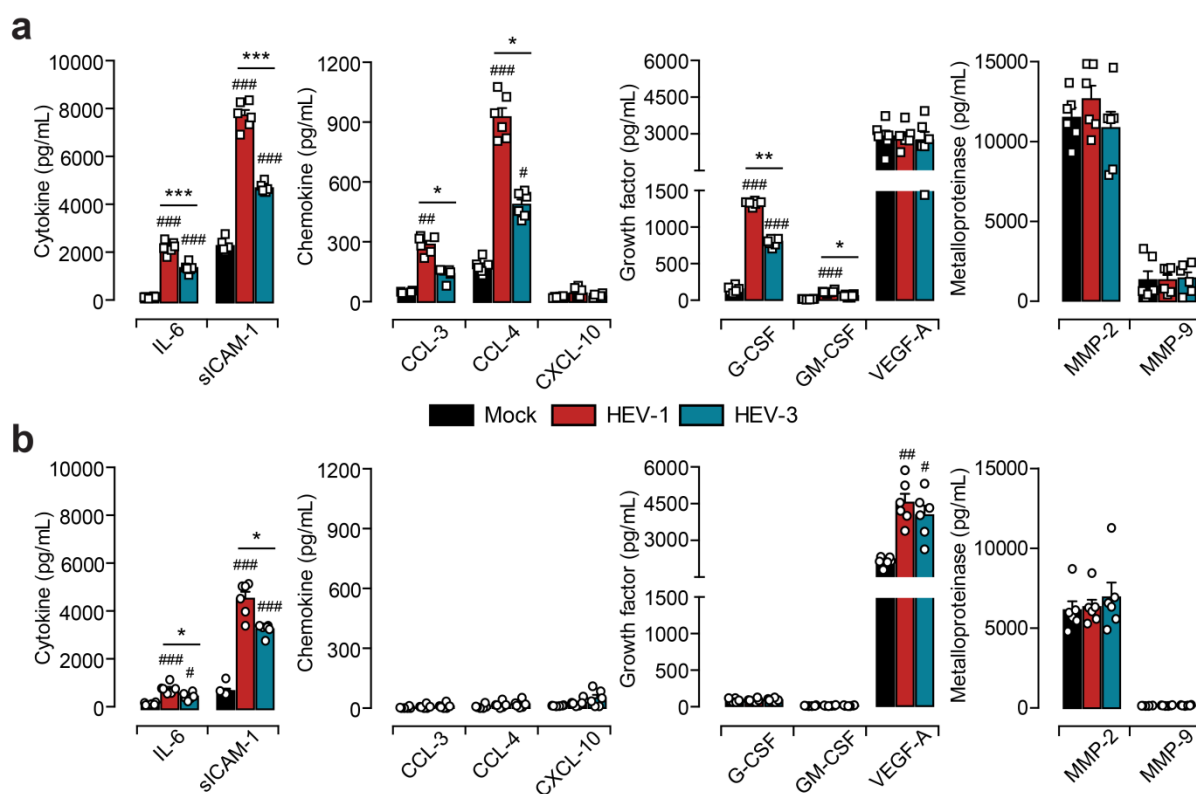 a
Cytokine (pg/mL)
10000
8000
6000
4000
2000
0
###
***
###
###
***
###
IL-6
sICAM-1
Chemokine (pg/mL)
1200
900
600
300
0
##
*
###
*
#
CCL-3
CCL-4
CXCL-10
Growth factor (pg/mL)
6000
4500
3000
1500
1000
500
0
###
**
###
###
*
G-CSF
GM-CSF
VEGF-A
Metalloproteinase (pg/mL)
15000
10000
5000
0
MMP-2
MMP-9
Mock HEV-1 HEV-3
b
Cytokine (pg/mL)
10000
8000
6000
4000
2000
0
###
*
#
###
*
###
IL-6
sICAM-1
Chemokine (pg/mL)
1200
900
600
300
0
CCL-3
CCL-4
CXCL-10
Growth factor (pg/mL)
6000
4500
3000
1500
1000
500
0
##
#
G-CSF
GM-CSF
VEGF-A
Metalloproteinase (pg/mL)
15000
10000
5000
0
MMP-2
MMP-9